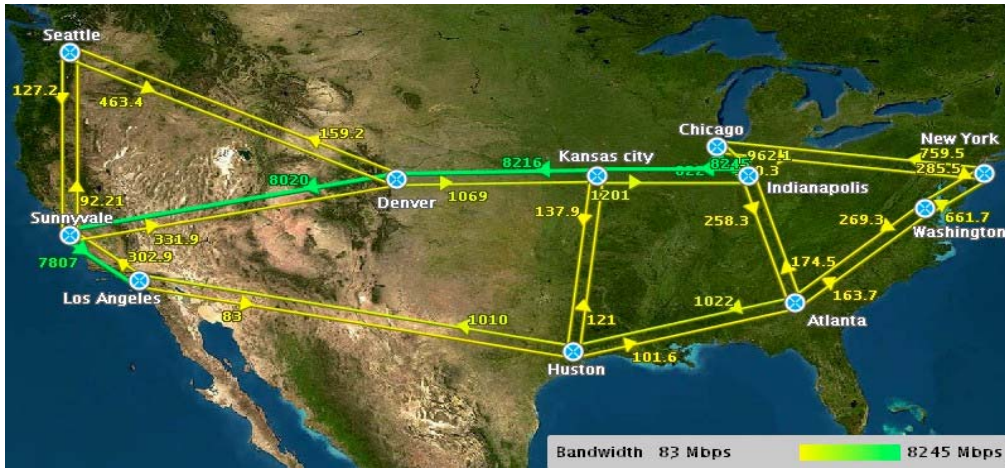 Seattle
127.2
463.4
159.2
Chicago
New York
8216
Kansas city
8245
962.1
759.5
285.5
8020
Denver
1069
1201
Indianapolis
92.21
Sunnyvale
331.9
137.9
258.3
269.3
661.7
Washington
7807
302.9
Los Angeles
174.5
163.7
83
1010
121
1022
Atlanta
101.6
Huston
Bandwidth 83 Mbps 8245 Mbps